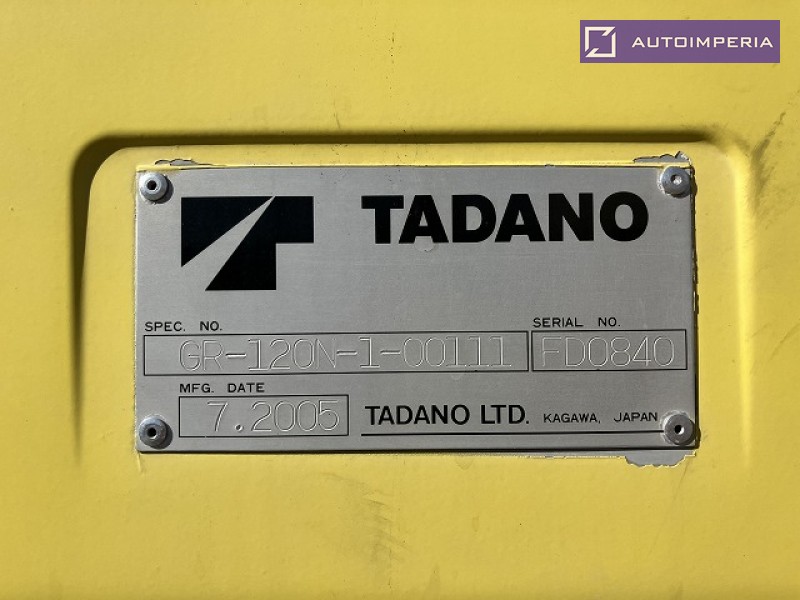 AUTOIMPERIA
TADANO
SPEC. NO.
GR-120N-1-00111
SERIAL NO.
FD0840
MFG. DATE
7.2005
TADANO LTD. KAGAWA, JAPAN